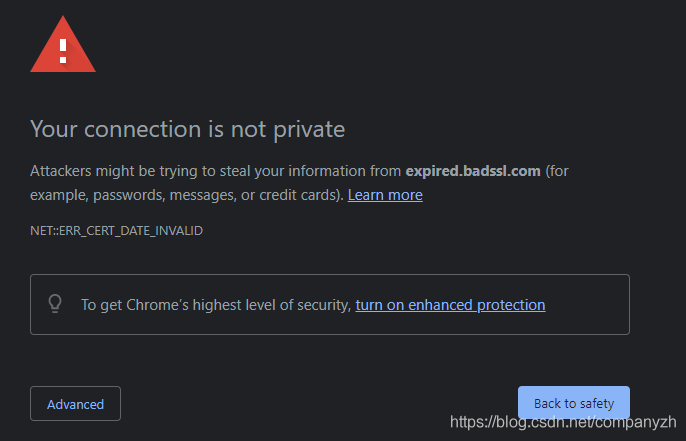 Your connection is not private
Attackers might be trying to steal your information from expired.badssl.com (for
example, passwords, messages, or credit cards). Learn more
NET::ERR_CERT_DATE_INVALID
To get Chrome's highest level of security, turn on enhanced protection
Advanced
Back to safety
https://blog.csdn.net/companyzh